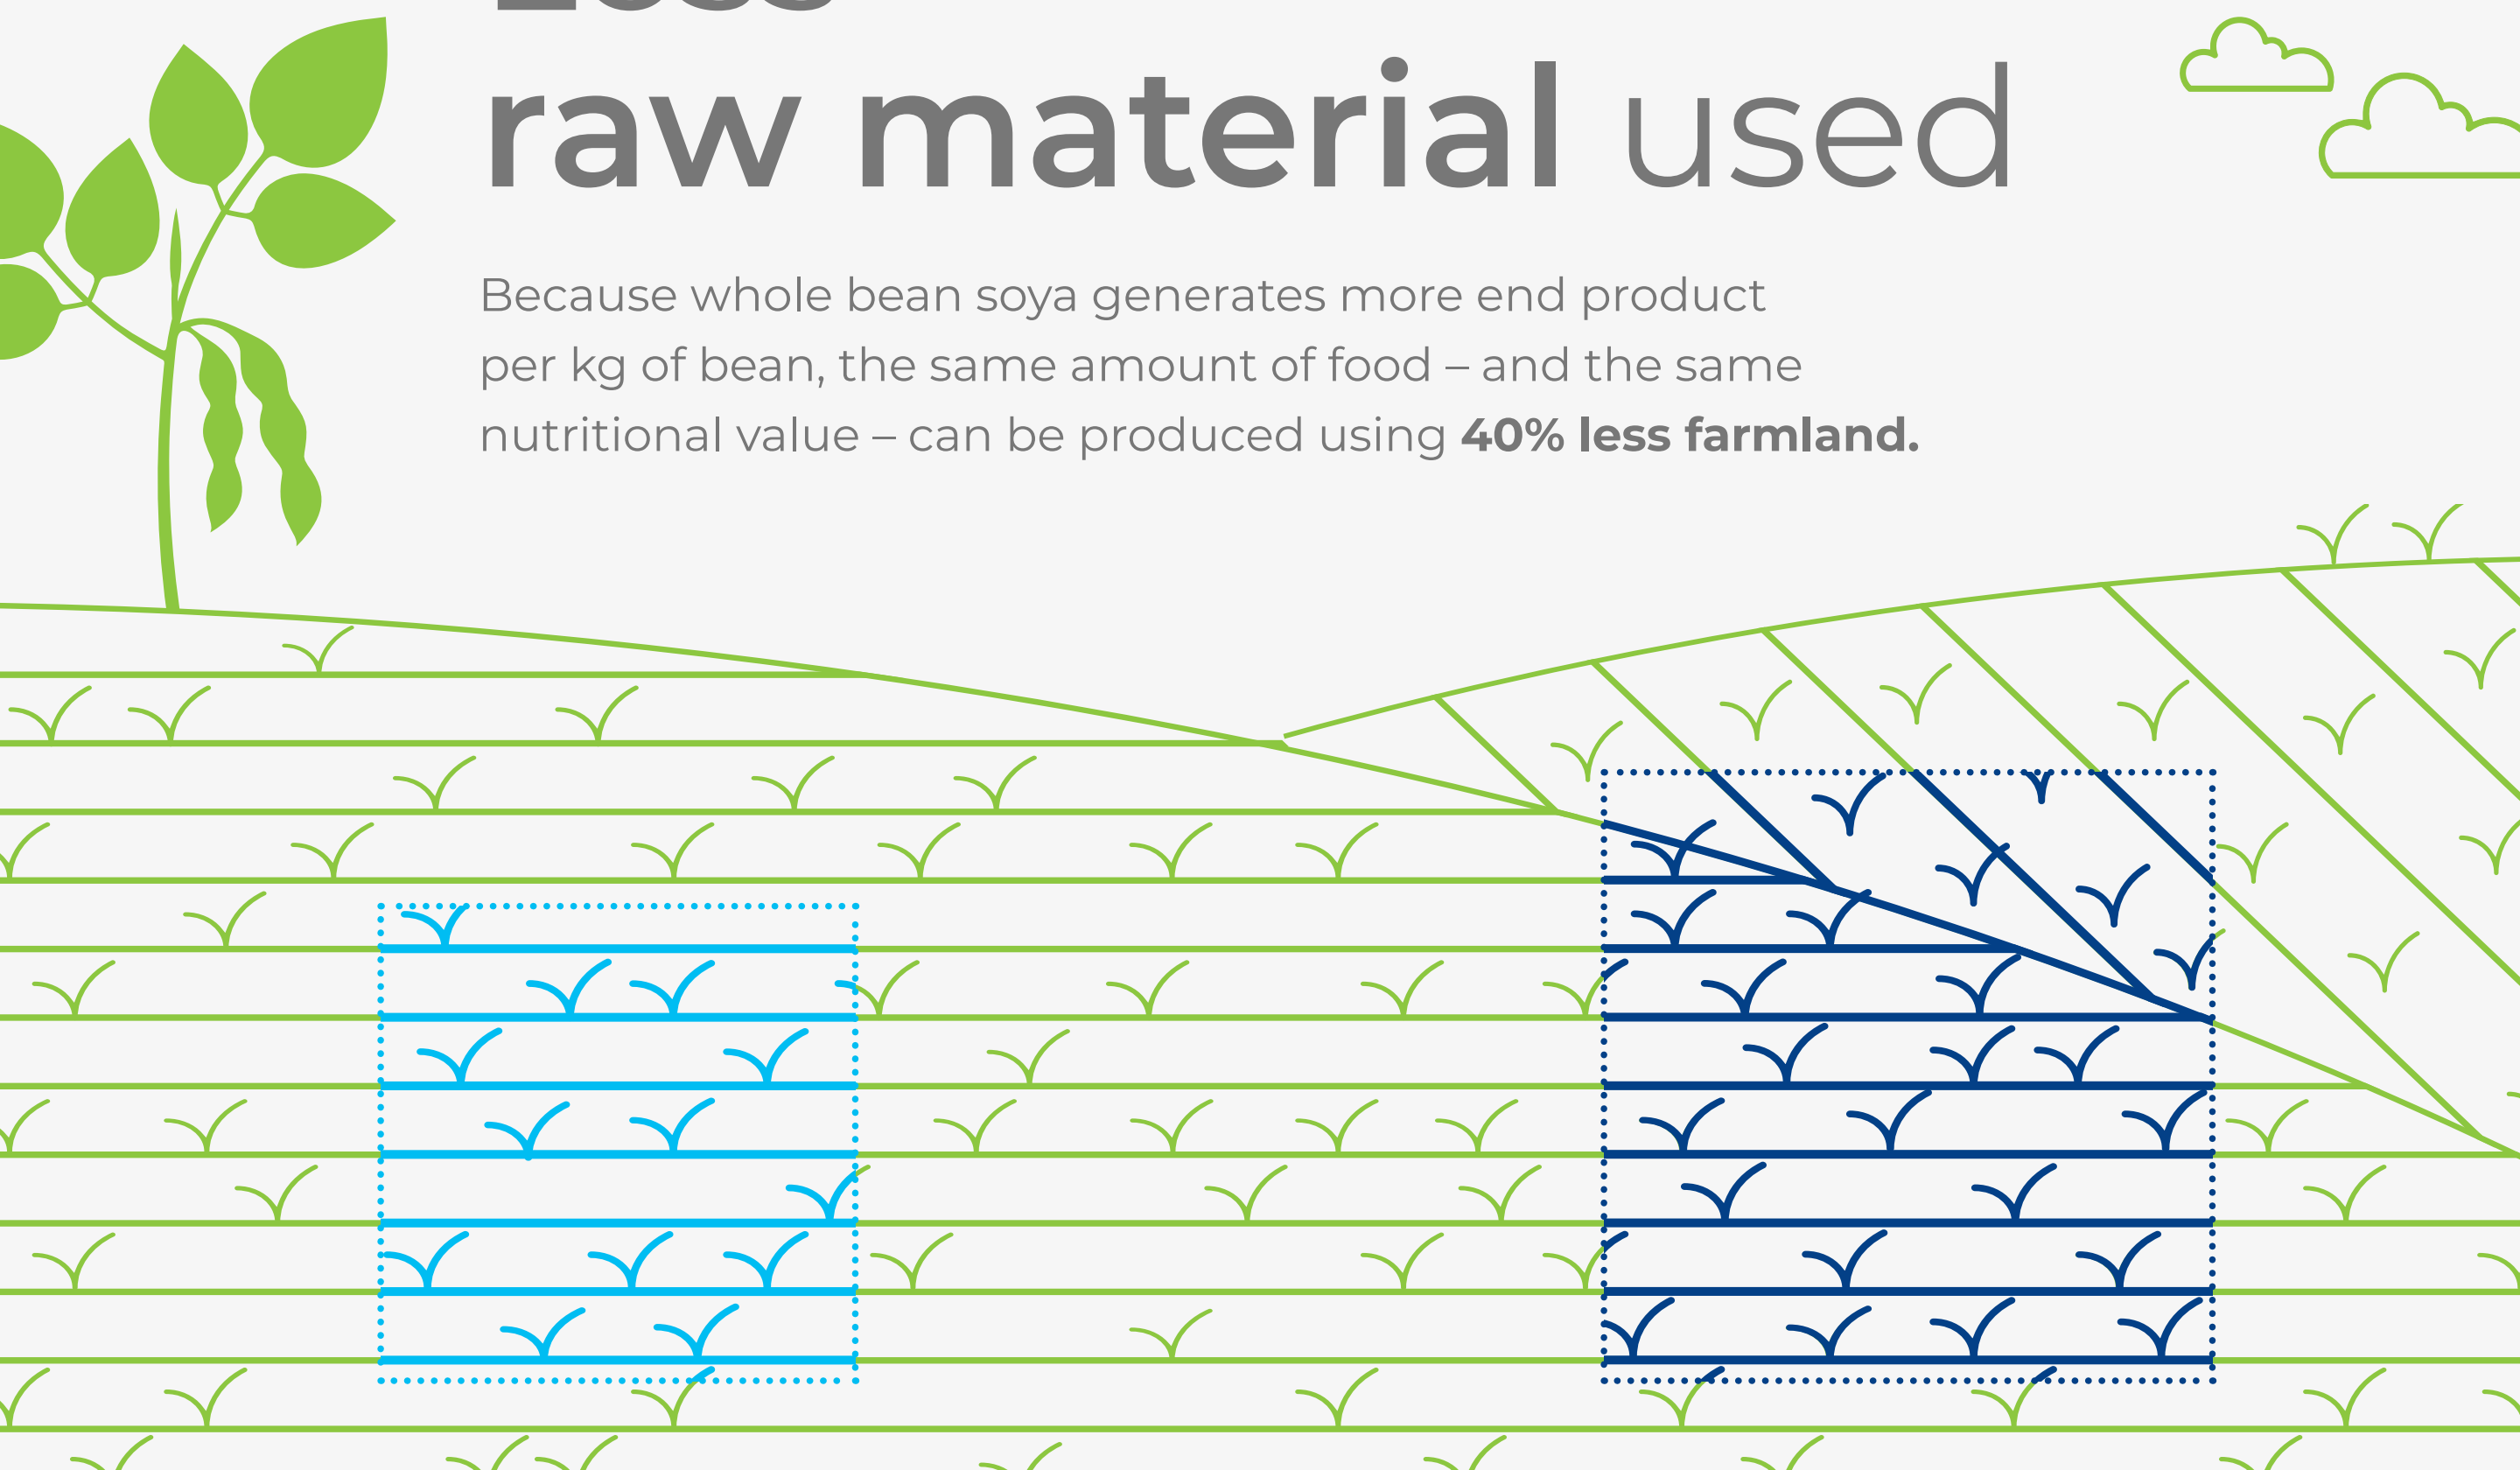 raw material used
Because whole bean soya generates more end product
per kg of bean, the same amount of food – and the same
nutritional value – can be produced using 40% less farmland.